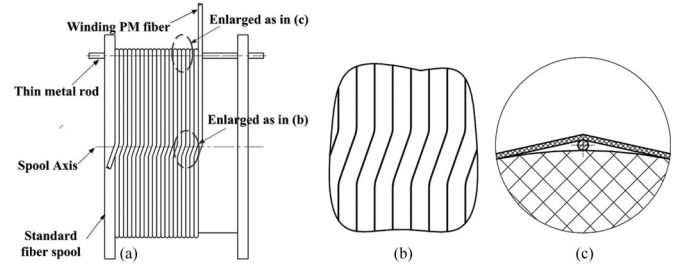 Winding PM fiber
Enlarged as in (c)
Thin metal rod
Enlarged as in (b)
Spool Axis
Standard
fiber spool
(a)
(b)
(c)